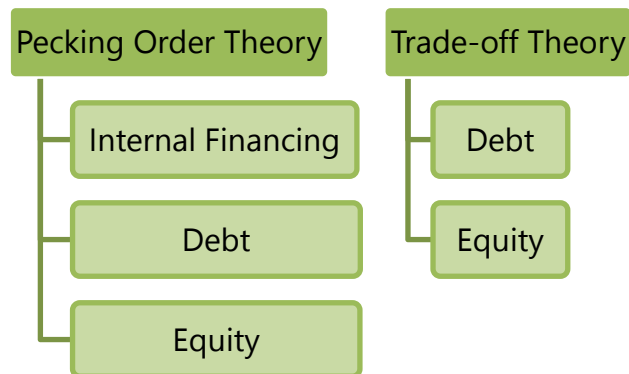 Pecking Order Theory
Internal Financing
Debt
Equity
Trade-off Theory
Debt
Equity